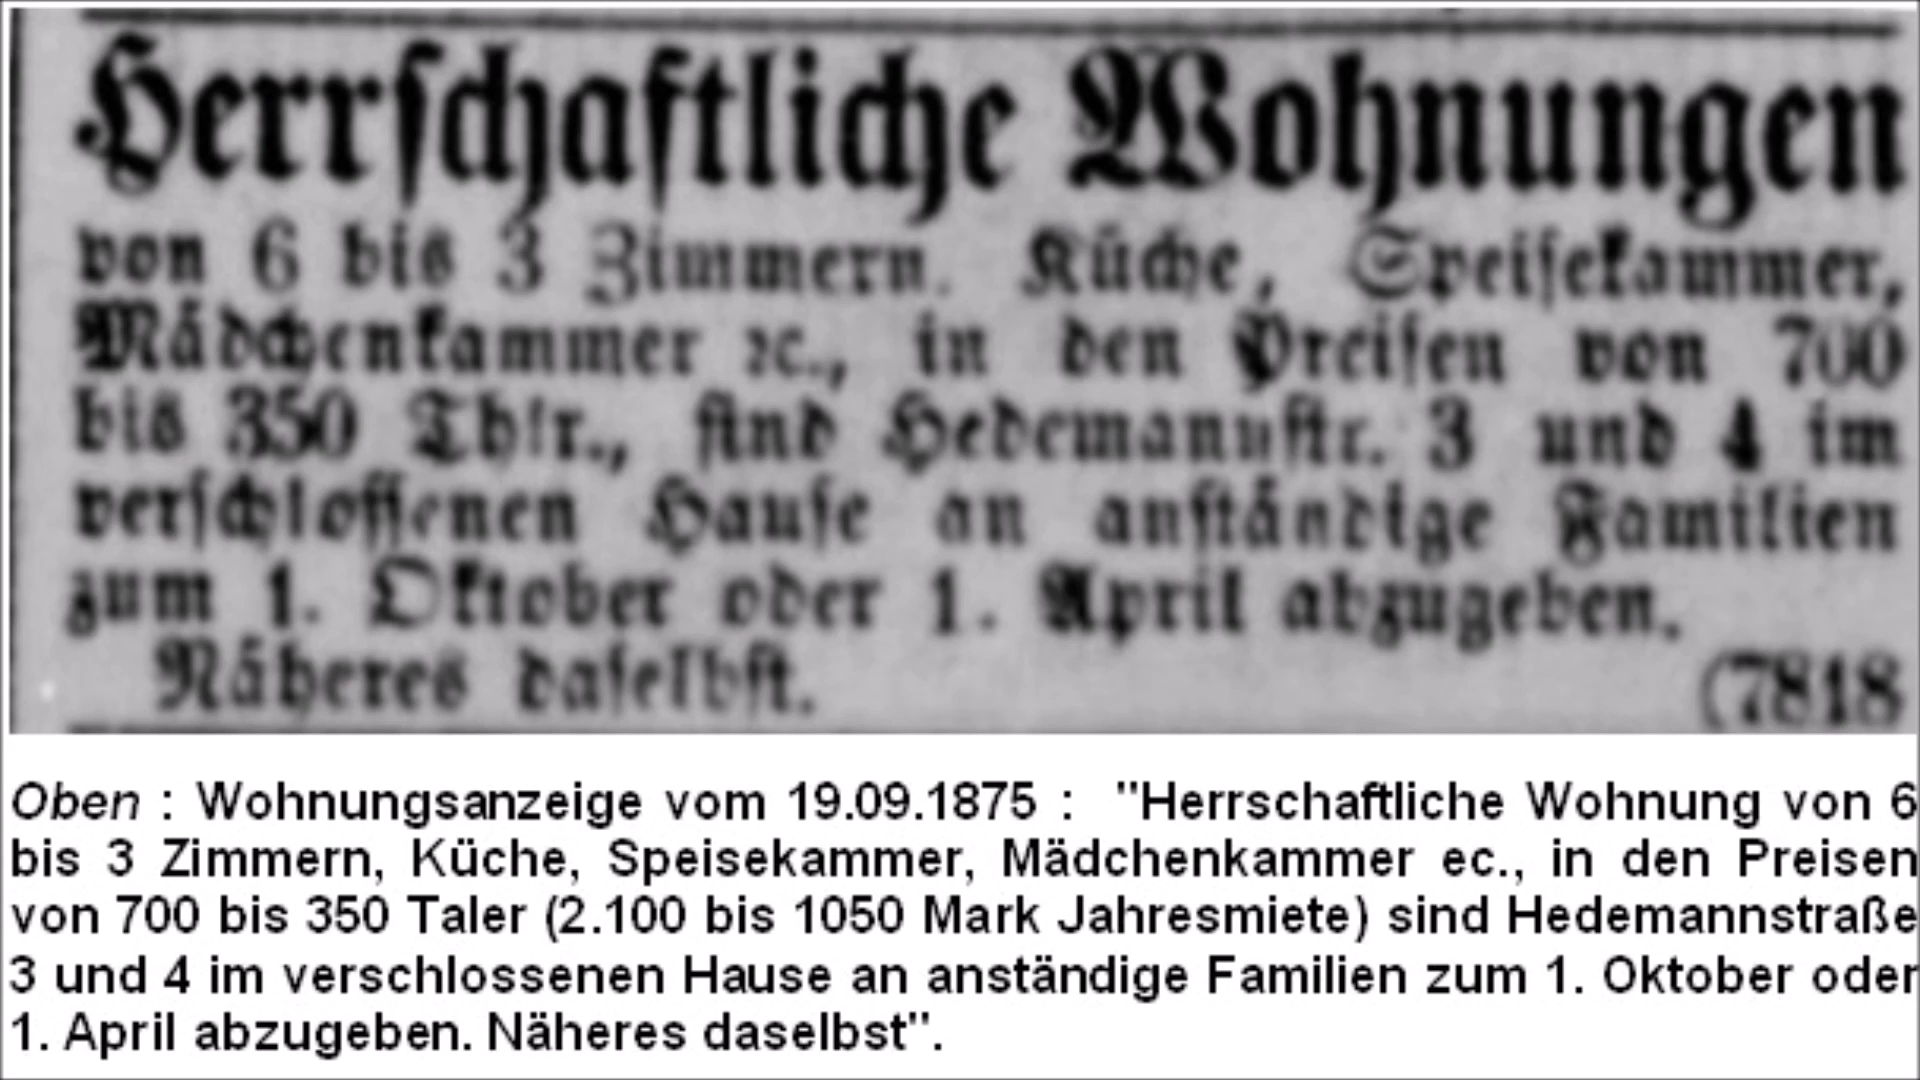 Herrschaftliche Wohnungen
von 6 bis 3 Zimmern. Küche, Speisekammer,
Mädchenkammer ꝛc., in den Preisen von 700
bis 350 Thlr., sind Hedemannstr. 3 und 4 im
verschlossenen Hause an anständige Familien
zum 1. Oktober oder 1. April abzugeben.
Näheres daselbst. (7818
Oben : Wohnungsanzeige vom 19.09.1875 : "Herrschaftliche Wohnung von 6
bis 3 Zimmern, Küche, Speisekammer, Mädchenkammer ec., in den Preisen
von 700 bis 350 Taler (2.100 bis 1050 Mark Jahresmiete) sind Hedemannstraße
3 und 4 im verschlossenen Hause an anständige Familien zum 1. Oktober oder
1. April abzugeben. Näheres daselbst".